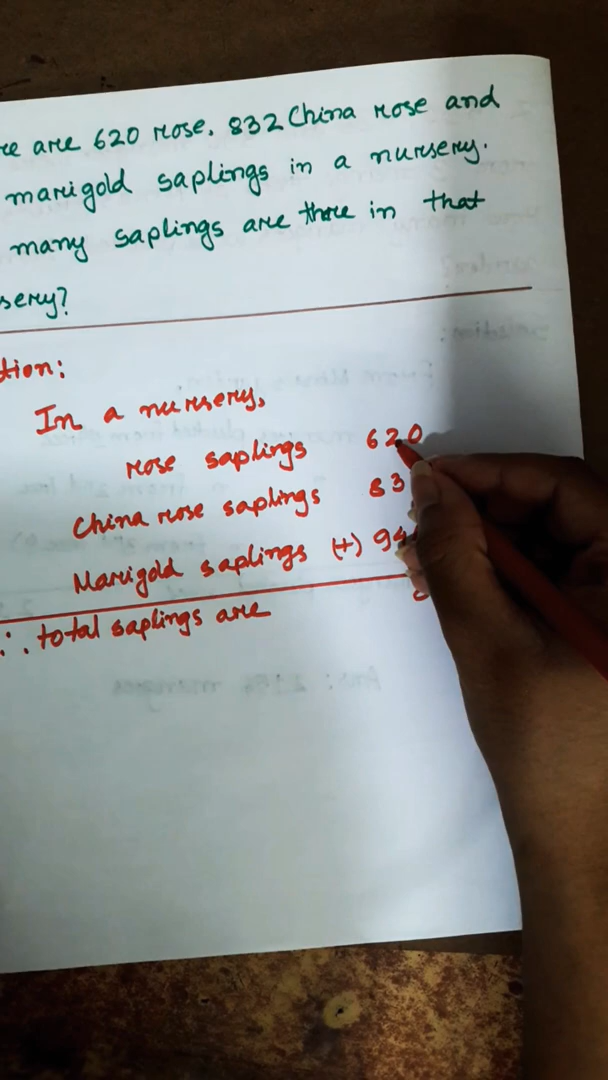 re are 620 rose, 832 China rose and
marigold saplings in a nursery.
many saplings are there in that
sery?
tion:
In a nursery,
rose saplings 620
China rose saplings 83
Marigold saplings (+) 94
∴ total saplings are